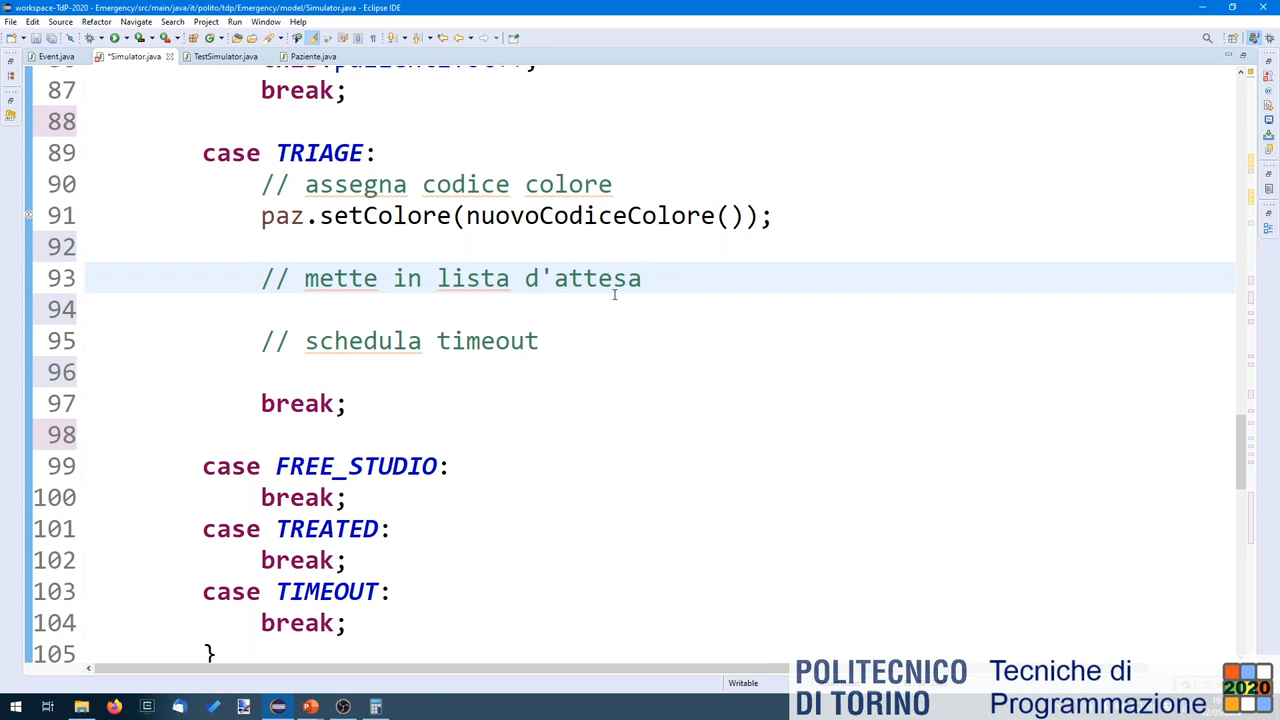 workspace-TdP-2020 - Emergency/src/main/java/it/polito/tdp/Emergency/model/Simulator.java - Eclipse IDE
File Edit Source Refactor Navigate Search Project Run Window Help
Event.java *Simulator.java TestSimulator.java Paziente.java
87 break;
88
89 case TRIAGE:
90 // assegna codice colore
91 paz.setColore(nuovoCodiceColore());
92
93 // mette in lista d'attesa
94
95 // schedula timeout
96
97 break;
98
99 case FREE_STUDIO:
100 break;
101 case TREATED:
102 break;
103 case TIMEOUT:
104 break;
105 }
Writable
POLITECNICO DI TORINO
Tecniche di Programmazione
2020